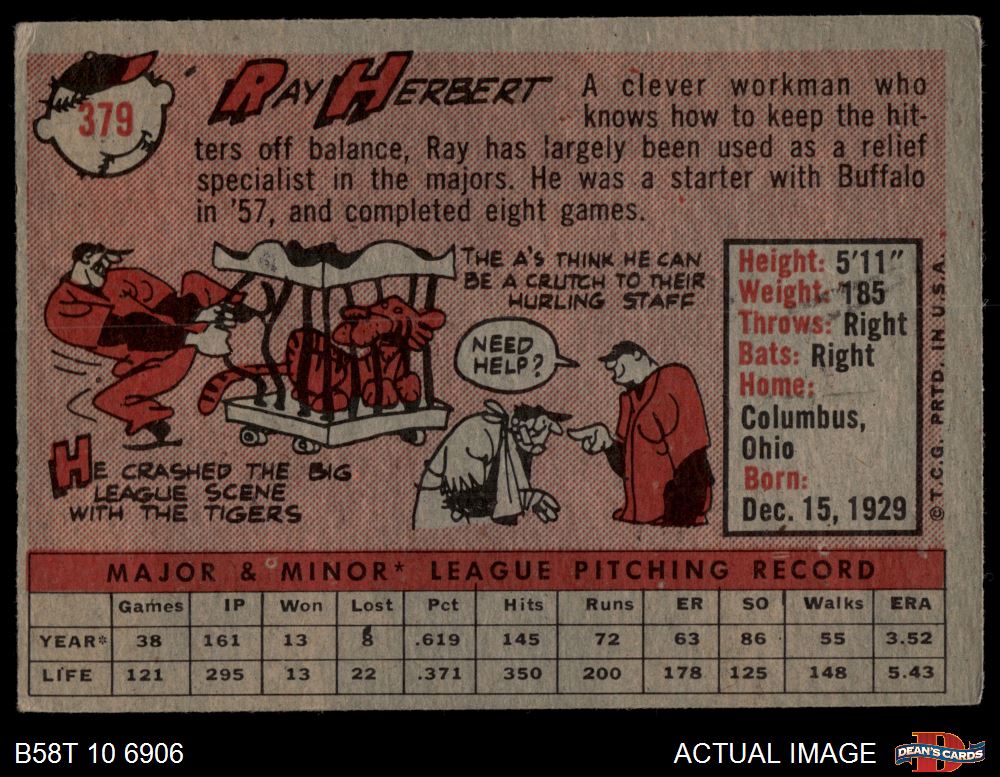 379
RAY HERBERT
A clever workman who
knows how to keep the hit-
ters off balance, Ray has largely been used as a relief
specialist in the majors. He was a starter with Buffalo
in '57, and completed eight games.
THE A'S THINK HE CAN
BE A CRUTCH TO THEIR
HURLING STAFF
NEED
HELP?
HE CRASHED THE BIG
LEAGUE SCENE
WITH THE TIGERS
Height: 5'11"
Weight: 185
Throws: Right
Bats: Right
Home:
Columbus,
Ohio
Born:
Dec. 15, 1929
© T.C.G. PRTD. IN U.S.A.
MAJOR & MINOR* LEAGUE PITCHING RECORD
Games IP Won Lost Pct Hits Runs ER SO Walks ERA
YEAR* 38 161 13 8 .619 145 72 63 86 55 3.52
LIFE 121 295 13 22 .371 350 200 178 125 148 5.43
B58T 10 6906
ACTUAL IMAGE
D
DEAN'S CARDS